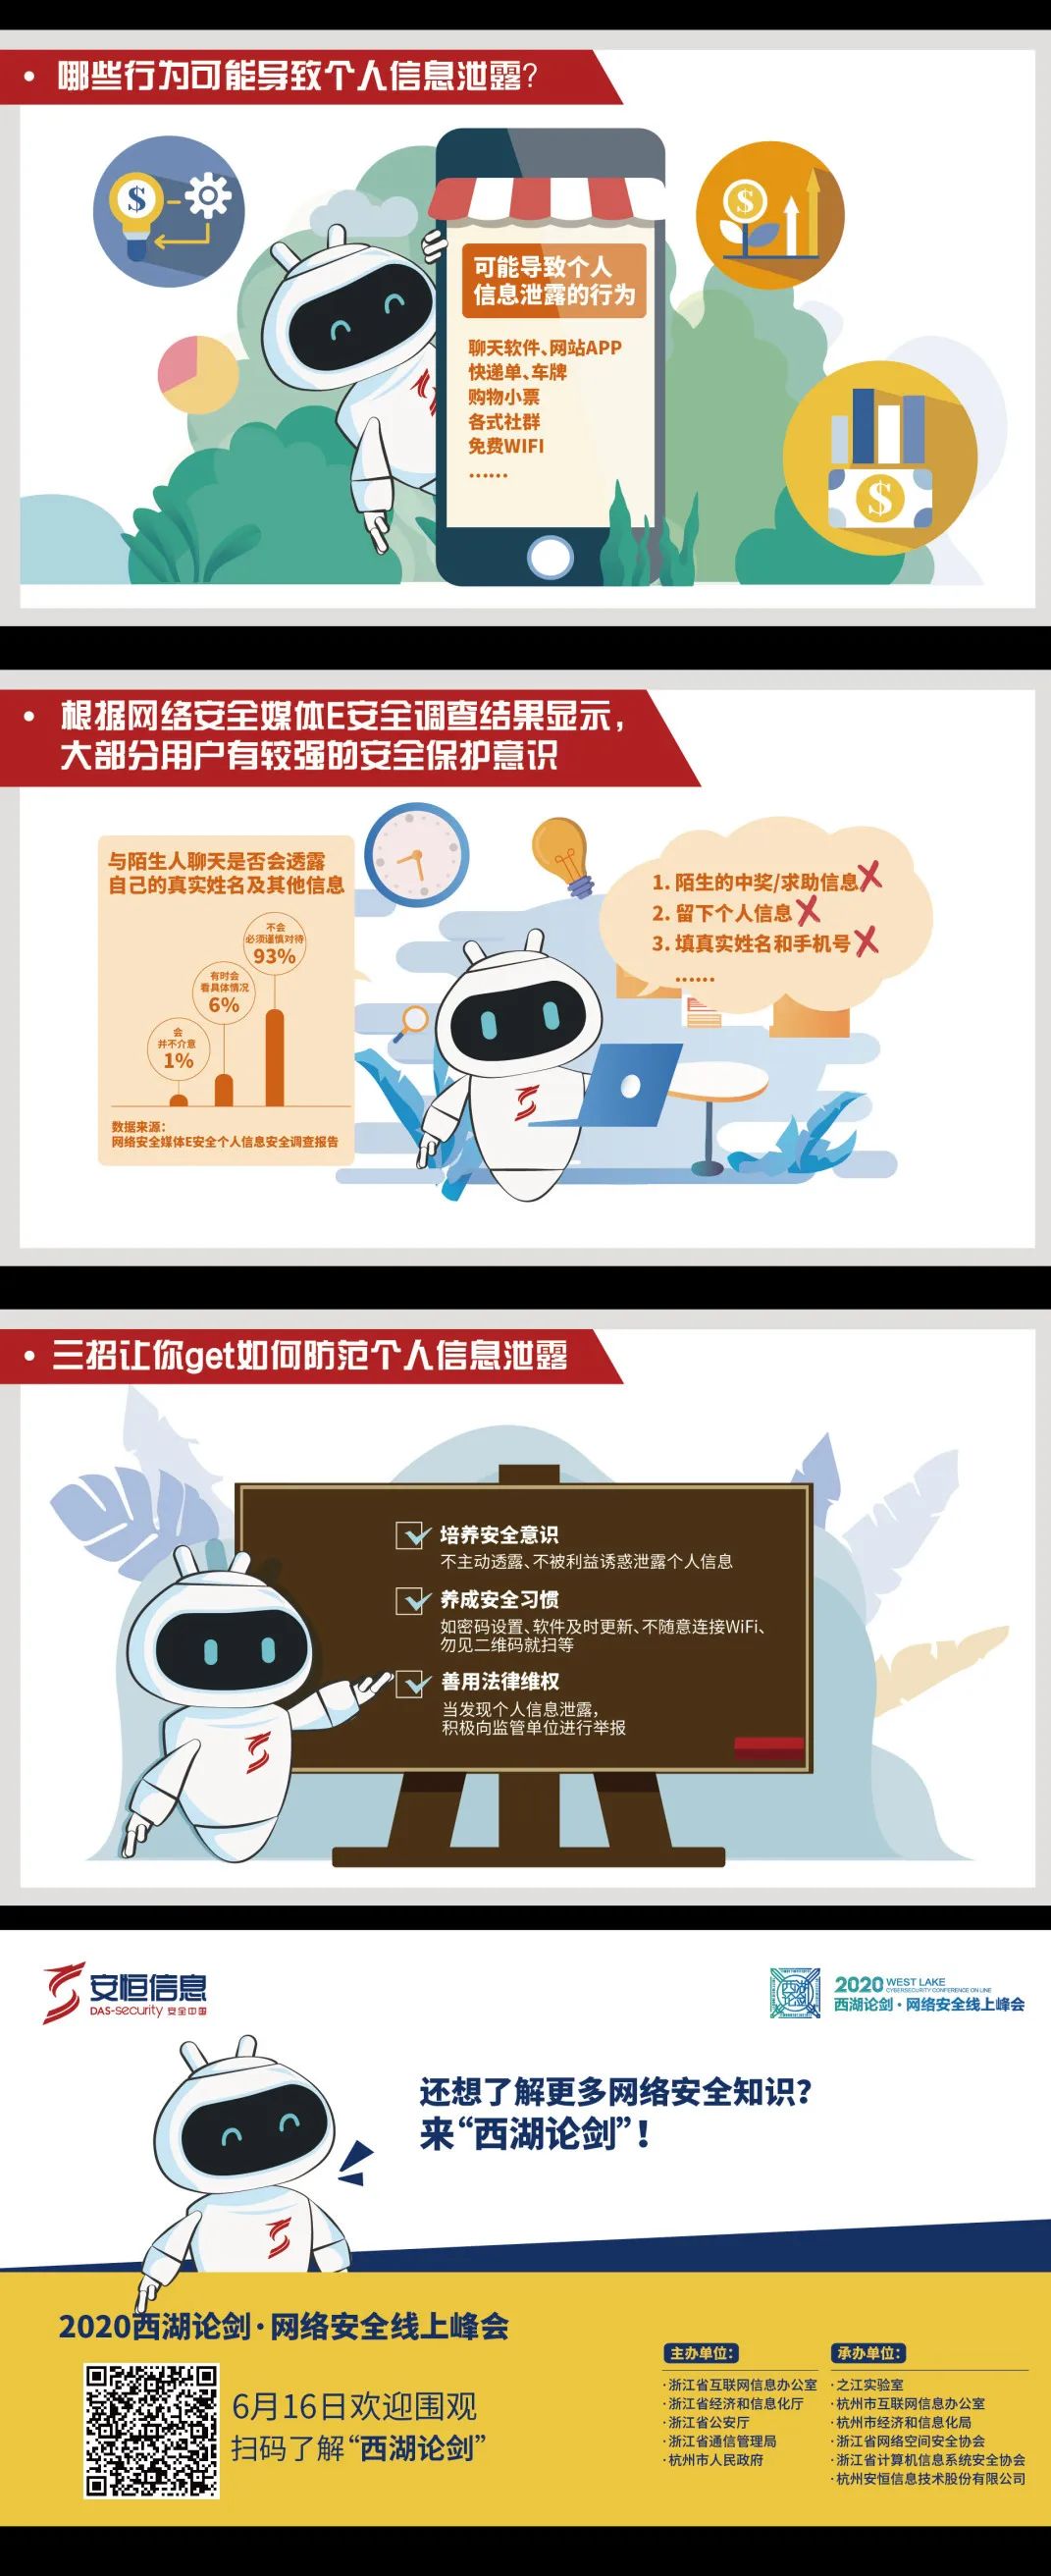 • 哪些行为可能导致个人信息泄露?
可能导致个人
信息泄露的行为
聊天软件、网站APP
快递单、车牌
购物小票
各式社群
免费WIFI
……
• 根据网络安全媒体E安全调查结果显示，
大部分用户有较强的安全保护意识
与陌生人聊天是否会透露
自己的真实姓名及其他信息
不会
必须谨慎对待
93%
有时会
看具体情况
6%
会
并不介意
1%
数据来源：
网络安全媒体E安全个人信息安全调查报告
1. 陌生的中奖/求助信息
2. 留下个人信息
3. 填真实姓名和手机号
……
• 三招让你get如何防范个人信息泄露
培养安全意识
不主动透露、不被利益诱惑泄露个人信息
养成安全习惯
如密码设置、软件及时更新、不随意连接WiFi、
勿见二维码就扫等
善用法律维权
当发现个人信息泄露，
积极向监管单位进行举报
安恒信息
DAS-security 安全中国
西湖论剑
2020 WEST LAKE
CYBERSECURITY CONFERENCE ON LINE
西湖论剑·网络安全线上峰会
还想了解更多网络安全知识？
来“西湖论剑”！
2020西湖论剑·网络安全线上峰会
6月16日欢迎围观
扫码了解“西湖论剑”
主办单位：
·浙江省互联网信息办公室
·浙江省经济和信息化厅
·浙江省公安厅
·浙江省通信管理局
·杭州市人民政府
承办单位：
·之江实验室
·杭州市互联网信息办公室
·杭州市经济和信息化局
·浙江省网络空间安全协会
·浙江省计算机信息系统安全协会
·杭州安恒信息技术股份有限公司